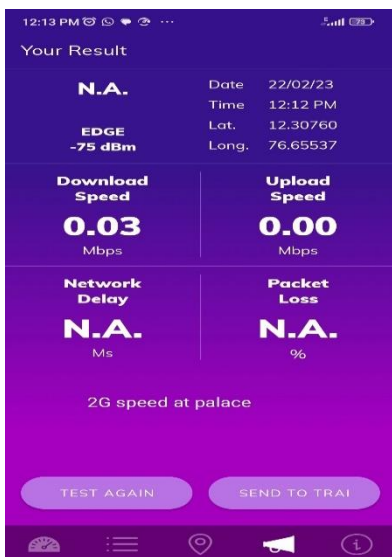 12:13 PM
Your Result
N.A.
EDGE
-75 dBm
Date 22/02/23
Time 12:12 PM
Lat. 12.30760
Long. 76.65537
Download
Speed
0.03
Mbps
Upload
Speed
0.00
Mbps
Network
Delay
N.A.
Ms
Packet
Loss
N.A.
%
2G speed at palace
TEST AGAIN
SEND TO TRAI